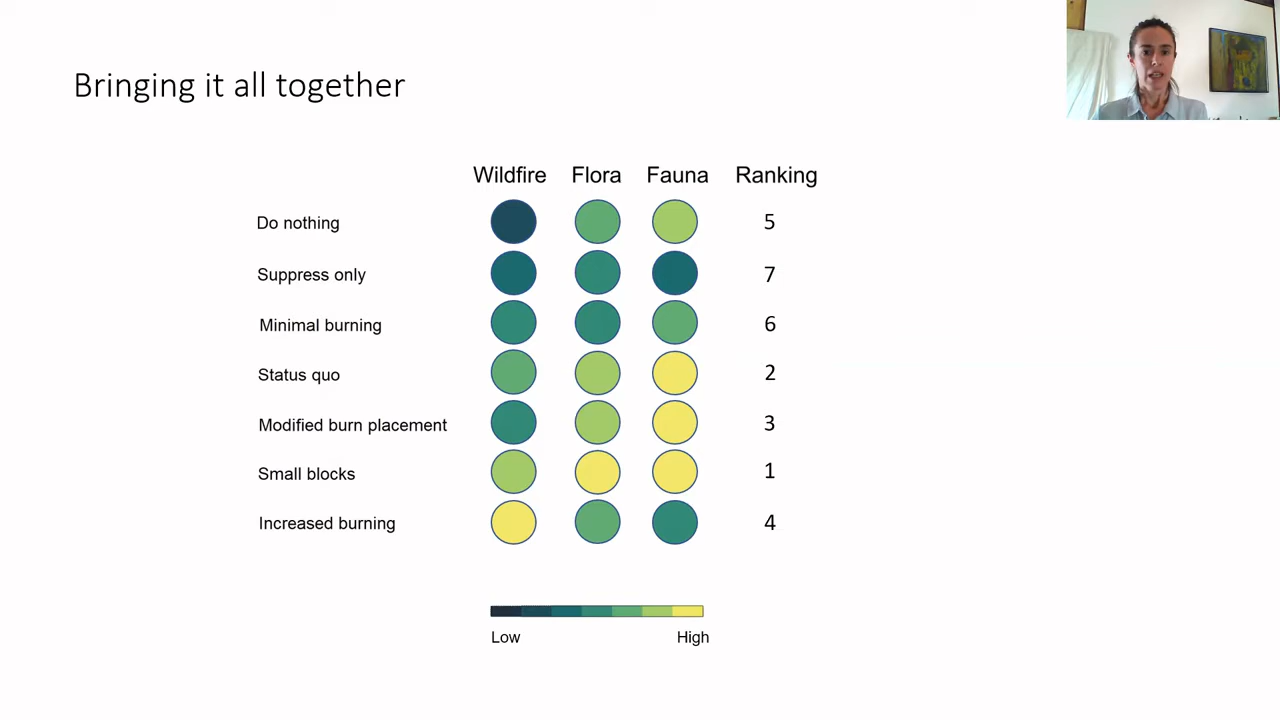 Bringing it all together
Wildfire Flora Fauna Ranking
Do nothing 5
Suppress only 7
Minimal burning 6
Status quo 2
Modified burn placement 3
Small blocks 1
Increased burning 4
Low High